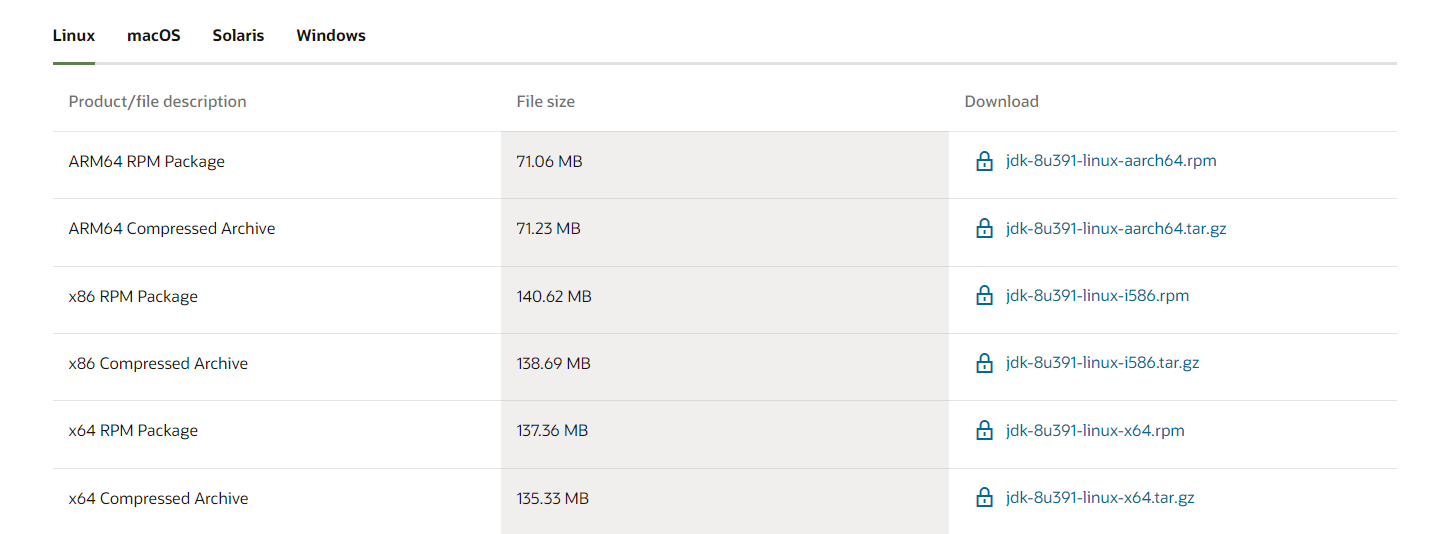 Linux macOS Solaris Windows
Product/file description File size Download
ARM64 RPM Package 71.06 MB jdk-8u391-linux-aarch64.rpm
ARM64 Compressed Archive 71.23 MB jdk-8u391-linux-aarch64.tar.gz
x86 RPM Package 140.62 MB jdk-8u391-linux-i586.rpm
x86 Compressed Archive 138.69 MB jdk-8u391-linux-i586.tar.gz
x64 RPM Package 137.36 MB jdk-8u391-linux-x64.rpm
x64 Compressed Archive 135.33 MB jdk-8u391-linux-x64.tar.gz